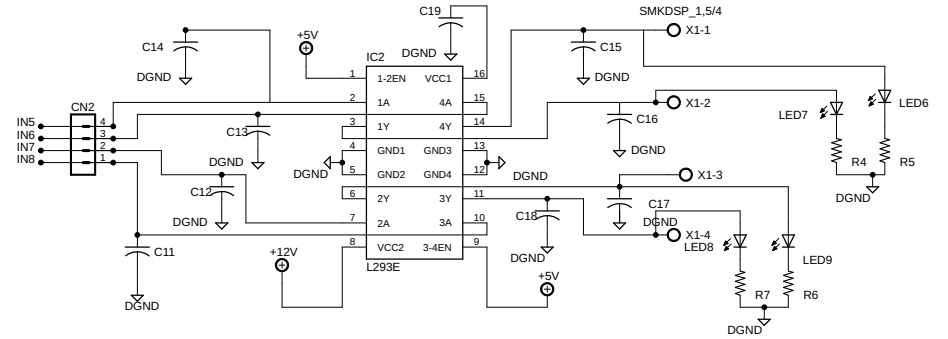 C19
SMKDSP_1,5/4
X1-1
+5V
C14
IC2
DGND
C15
DGND
DGND
1
1-2EN
VCC1
16
2
1A
4A
15
CN2
X1-2
LED7
LED6
IN5
4
3
1Y
4Y
14
C16
IN6
3
C13
IN7
2
4
GND1
GND3
13
DGND
IN8
1
DGND
R4
R5
DGND
5
GND2
GND4
12
DGND
X1-3
C12
6
2Y
3Y
11
DGND
DGND
7
2A
3A
10
C18
C17
DGND
X1-4
C11
+12V
8
VCC2
3-4EN
9
DGND
LED8
LED9
L293E
+5V
R7
R6
DGND
DGND